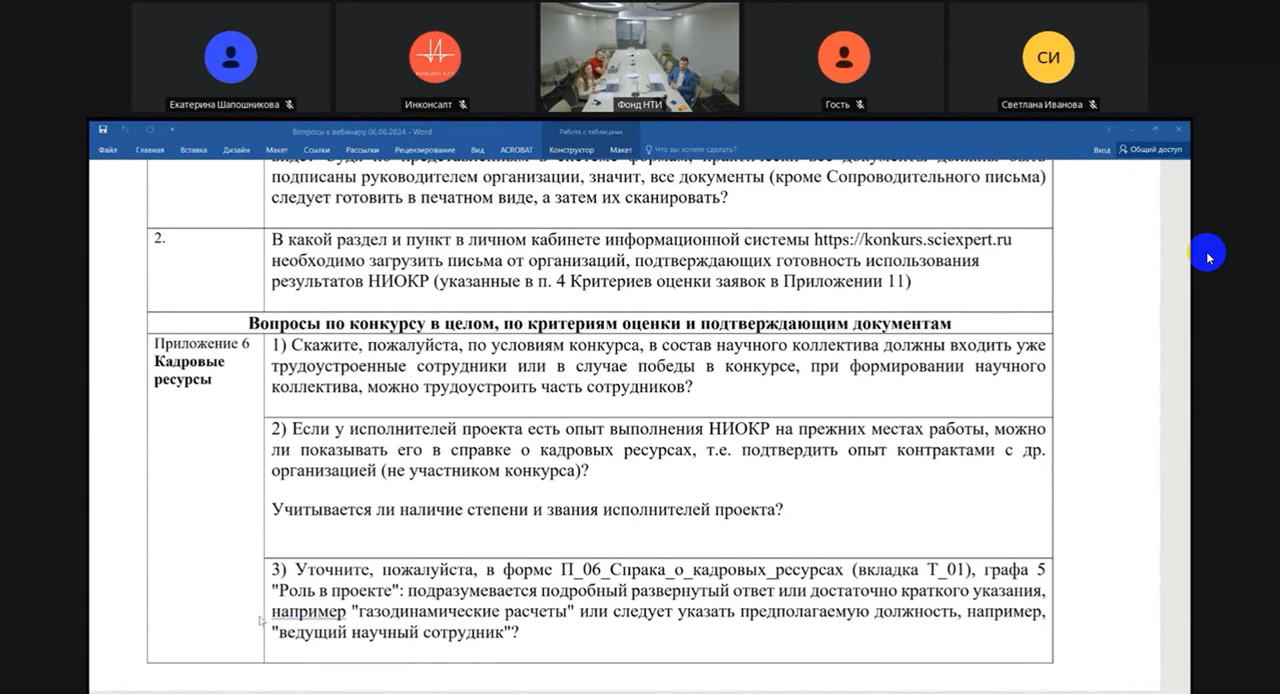 Екатерина Шапошникова
ИНКОНСАЛТ
Инконсалт
Фонд НТИ
Гость
СИ
Светлана Иванова
Вопросы к вебинару 06.06.2024 - Word
Работа с таблицами
Файл Главная Вставка Дизайн Макет Ссылки Рассылки Рецензирование Вид ACROBAT Конструктор Макет Что вы хотите сделать? Вход Общий доступ
подписаны руководителем организации, значит, все документы (кроме Сопроводительного письма)
следует готовить в печатном виде, а затем их сканировать?
2.
В какой раздел и пункт в личном кабинете информационной системы https://konkurs.sciexpert.ru
необходимо загрузить письма от организаций, подтверждающих готовность использования
результатов НИОКР (указанные в п. 4 Критериев оценки заявок в Приложении 11)
Вопросы по конкурсу в целом, по критериям оценки и подтверждающим документам
Приложение 6
Кадровые
ресурсы
1) Скажите, пожалуйста, по условиям конкурса, в состав научного коллектива должны входить уже
трудоустроенные сотрудники или в случае победы в конкурсе, при формировании научного
коллектива, можно трудоустроить часть сотрудников?
2) Если у исполнителей проекта есть опыт выполнения НИОКР на прежних местах работы, можно
ли показывать его в справке о кадровых ресурсах, т.е. подтвердить опыт контрактами с др.
организацией (не участником конкурса)?
Учитывается ли наличие степени и звания исполнителей проекта?
3) Уточните, пожалуйста, в форме П_06_Спрака_о_кадровых_ресурсах (вкладка Т_01), графа 5
"Роль в проекте": подразумевается подробный развернутый ответ или достаточно краткого указания,
например "газодинамические расчеты" или следует указать предполагаемую должность, например,
"ведущий научный сотрудник"?